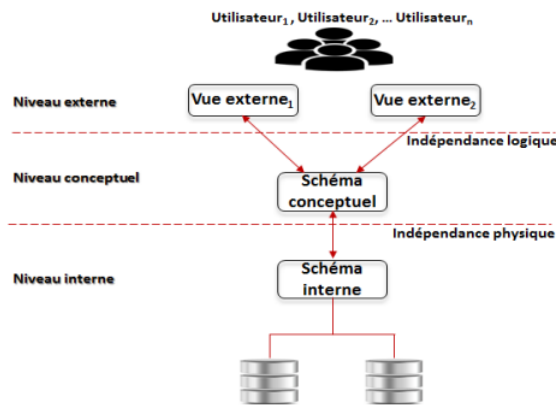 Utilisateur₁, Utilisateur₂, ... Utilisateurₙ
Niveau externe
Vue externe₁
Vue externe₂
Indépendance logique
Niveau conceptuel
Schéma
conceptuel
Indépendance physique
Niveau interne
Schéma
interne